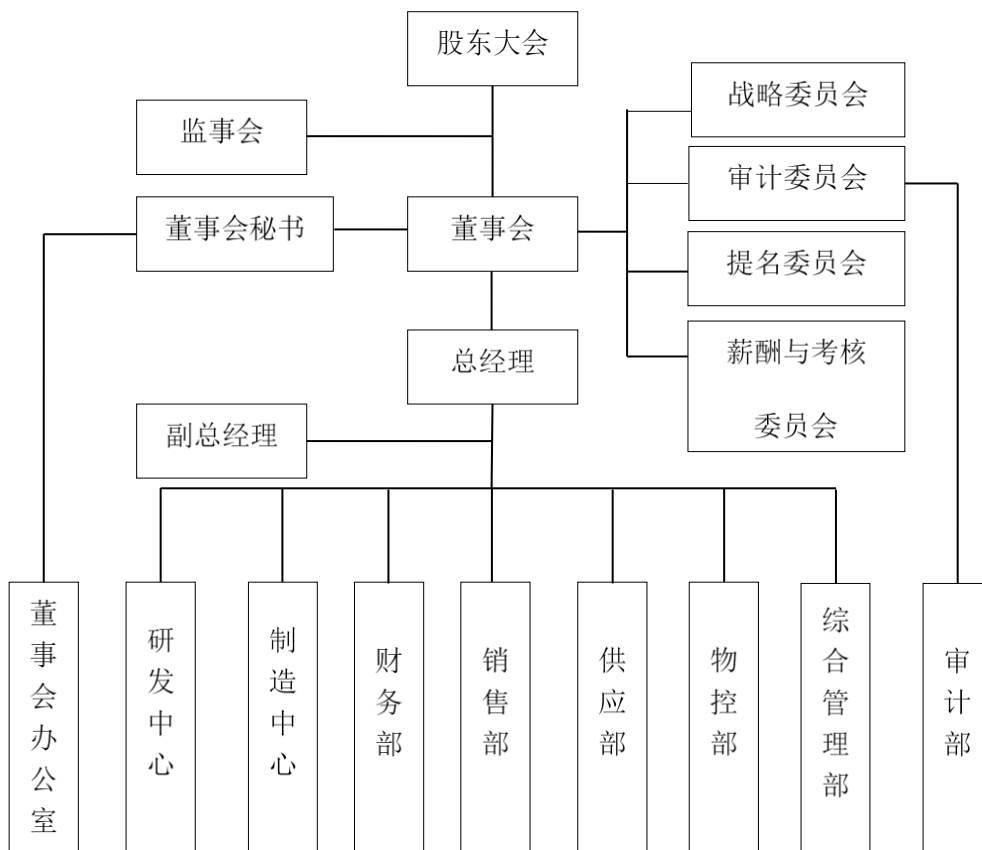 股东大会
战略委员会
监事会
审计委员会
董事会秘书
董事会
提名委员会
总经理
薪酬与考核
委员会
副总经理
董事会办公室
研发中心
制造中心
财务部
销售部
供应部
物控部
综合管理部
审计部